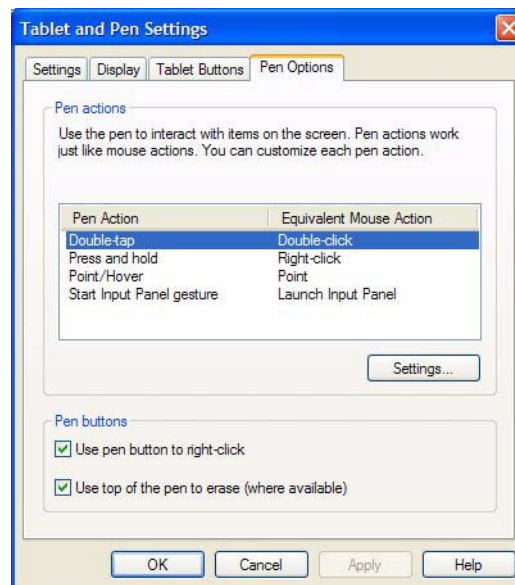 Tablet and Pen Settings
Settings Display Tablet Buttons Pen Options
Pen actions
Use the pen to interact with items on the screen. Pen actions work
just like mouse actions. You can customize each pen action.
Pen Action Equivalent Mouse Action
Double-tap Double-click
Press and hold Right-click
Point/Hover Point
Start Input Panel gesture Launch Input Panel
Settings...
Pen buttons
Use pen button to right-click
Use top of the pen to erase (where available)
OK Cancel Apply Help